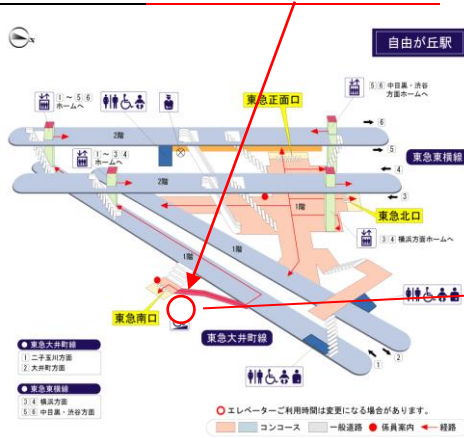 自由が丘駅
①～⑤⑥
ホームへ
東急正面口
⑤⑥中目黒・渋谷
方面ホームへ
6
5
2階
①～③④
ホームへ
東急東横線
4
2階
3
1階
東急北口
③④横浜方面ホームへ
1階
1階
東急南口
東急大井町線
1
2
●東急大井町線
①二子玉川方面
②大井町方面
●東急東横線
③④横浜方面
⑤⑥中目黒・渋谷方面
エレベーターご利用時間は変更になる場合があります。
コンコース 一般道路 係員案内 経路